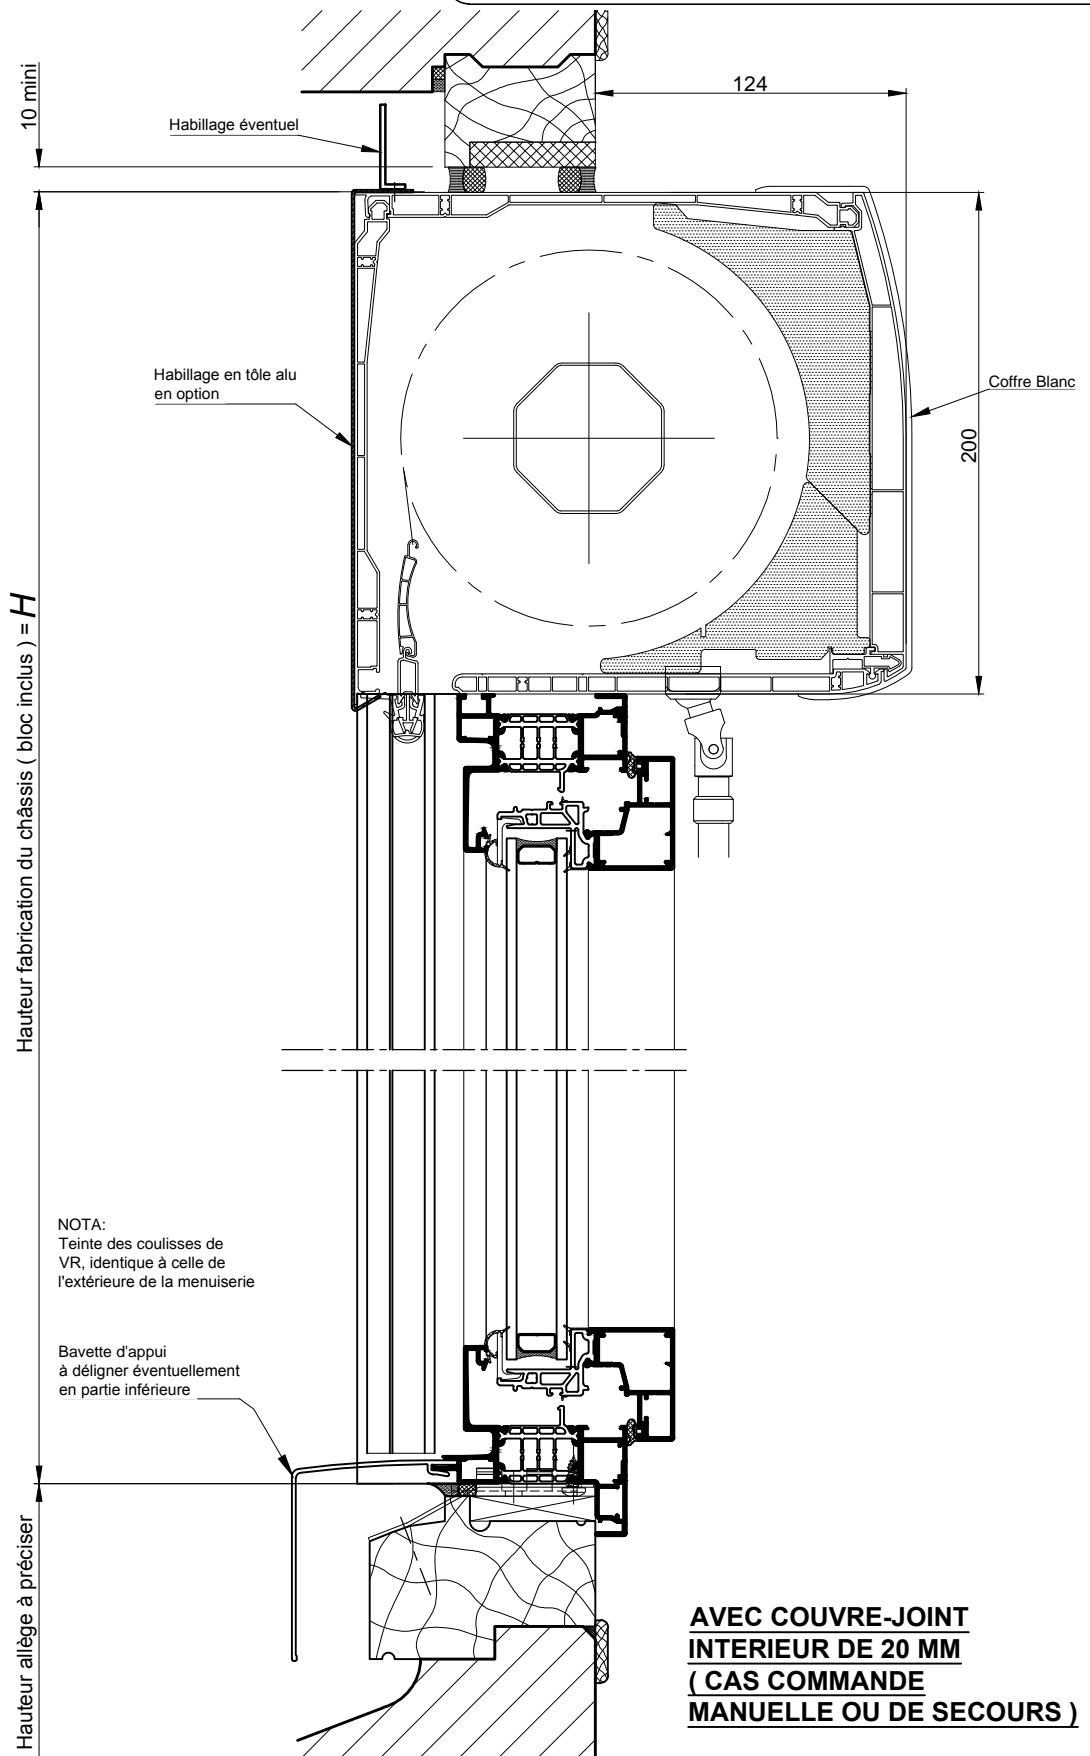 10 mini
124
Habillage éventuel
Habillage en tôle alu
en option
Coffre Blanc
200
Hauteur fabrication du châssis ( bloc inclus ) = H
NOTA:
Teinte des coulisses de
VR, identique à celle de
l'extérieure de la menuiserie
Bavette d'appui
à déligner éventuellement
en partie inférieure
Hauteur allège à préciser
AVEC COUVRE-JOINT
INTERIEUR DE 20 MM
( CAS COMMANDE
MANUELLE OU DE SECOURS )